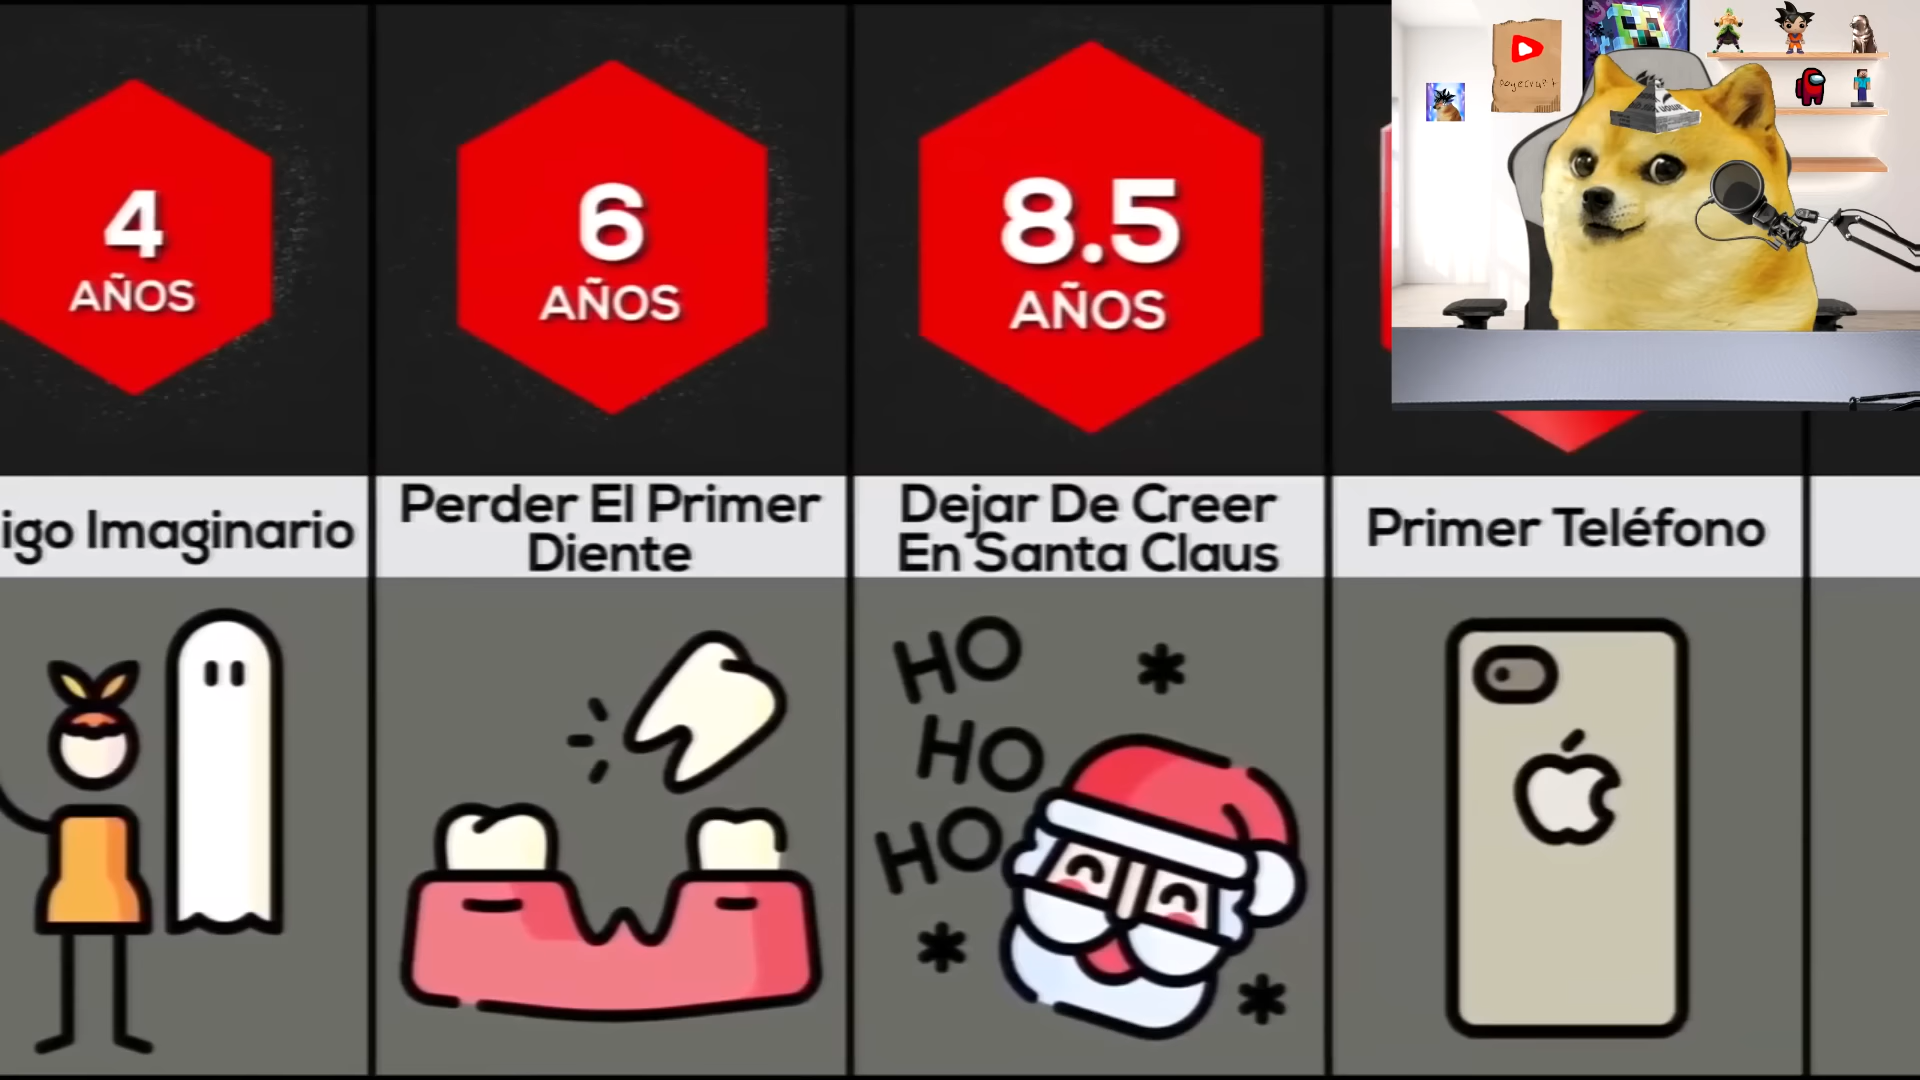 4
AÑOS
6
AÑOS
8.5
AÑOS
igo Imaginario
Perder El Primer
Diente
Dejar De Creer
En Santa Claus
Primer Teléfono
HO
HO
HO